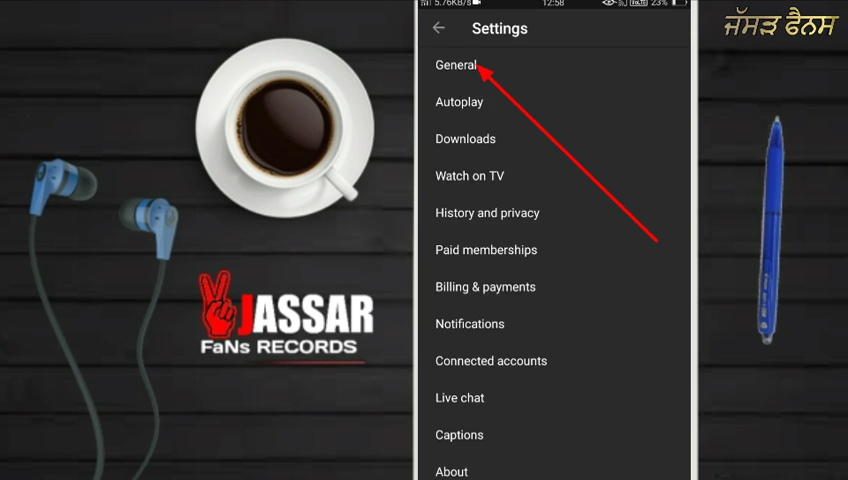 5.76KB/s
12:58
23%
Settings
General
Autoplay
Downloads
Watch on TV
History and privacy
Paid memberships
Billing & payments
Notifications
Connected accounts
Live chat
Captions
About
JASSAR
FaNs RECORDS
ਜੱਸੜ ਫੈਨਸ